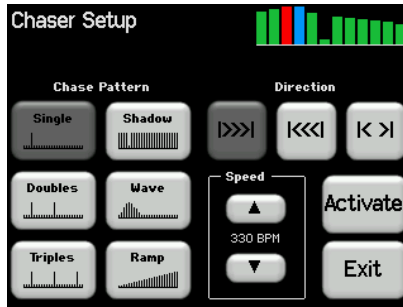 Chaser Setup
Chase Pattern
Direction
Single
Shadow
|>>>|
|<<<|
|< >|
Doubles
Wave
Speed
330 BPM
Activate
Triples
Ramp
Exit